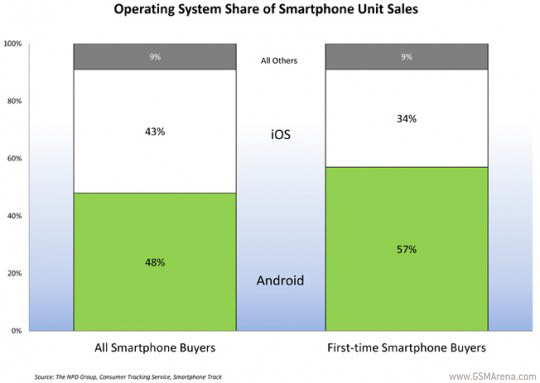 Operating System Share of Smartphone Unit Sales
100%
80%
60%
40%
20%
0%
9%
43%
48%
All Others
iOS
Android
9%
34%
57%
All Smartphone Buyers
First-time Smartphone Buyers
Source: The NPD Group, Consumer Tracking Service, Smartphone Track
www.GSMArena.com